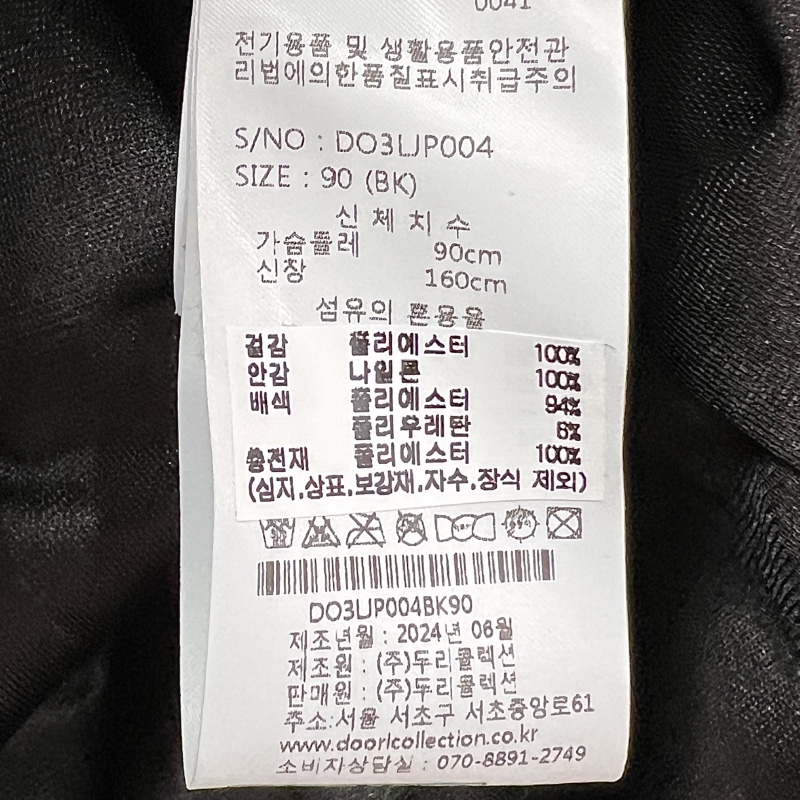 0041
전기용품 및 생활용품안전관
리법에의한품질표시취급주의
S/NO : DO3LJP004
SIZE : 90 (BK)
신 체 치 수
가슴둘레 90cm
신장 160cm
섬유의 혼용율
겉감 폴리에스터 100%
안감 나일론 100%
배색 폴리에스터 94%
폴리우레탄 6%
충전재 폴리에스터 100%
(심지,상표,보강재,자수,장식 제외)
DO3LJP004BK90
제조년월 : 2024년 06월
제조원 : (주)두리콜렉션
판매원 : (주)두리콜렉션
주소:서울 서초구 서초중앙로61
www.dooricollection.co.kr
소비자상담실 : 070-8891-2749